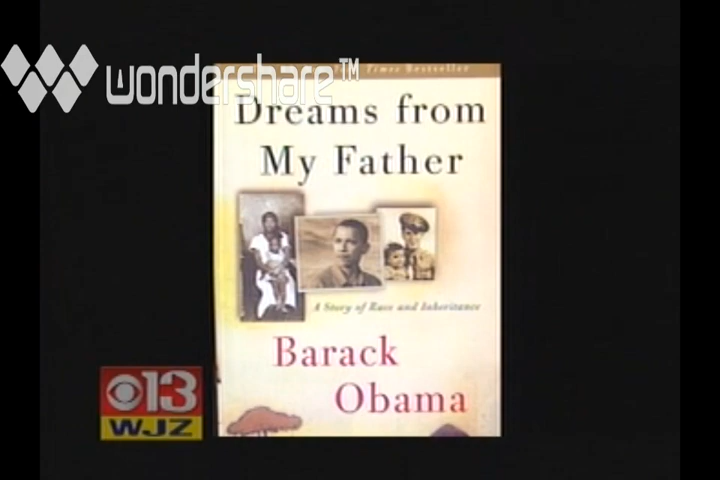 wondershare™
Times Bestseller
Dreams from
My Father
A Story of Race and Inheritance
Barack
Obama
13
WJZ